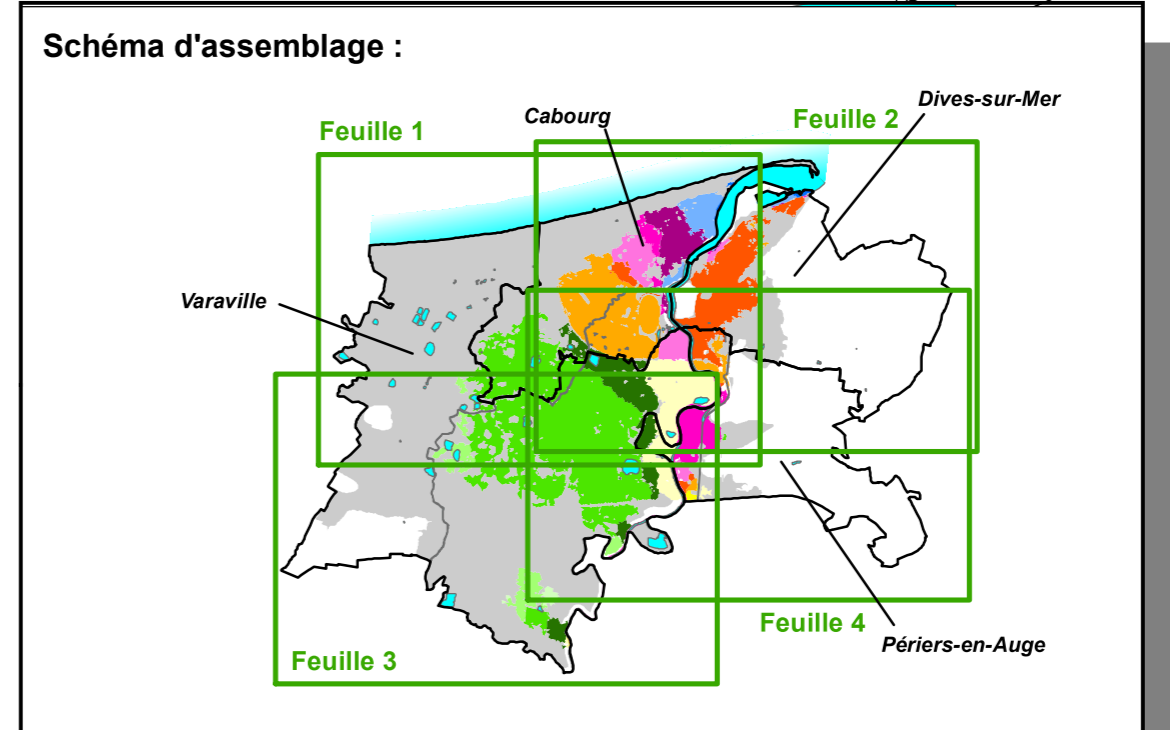 Schéma d'assemblage :
Dives-sur-Mer
Cabourg
Feuille 2
Feuille 1
Varaville
Feuille 4
Périers-en-Auge
Feuille 3